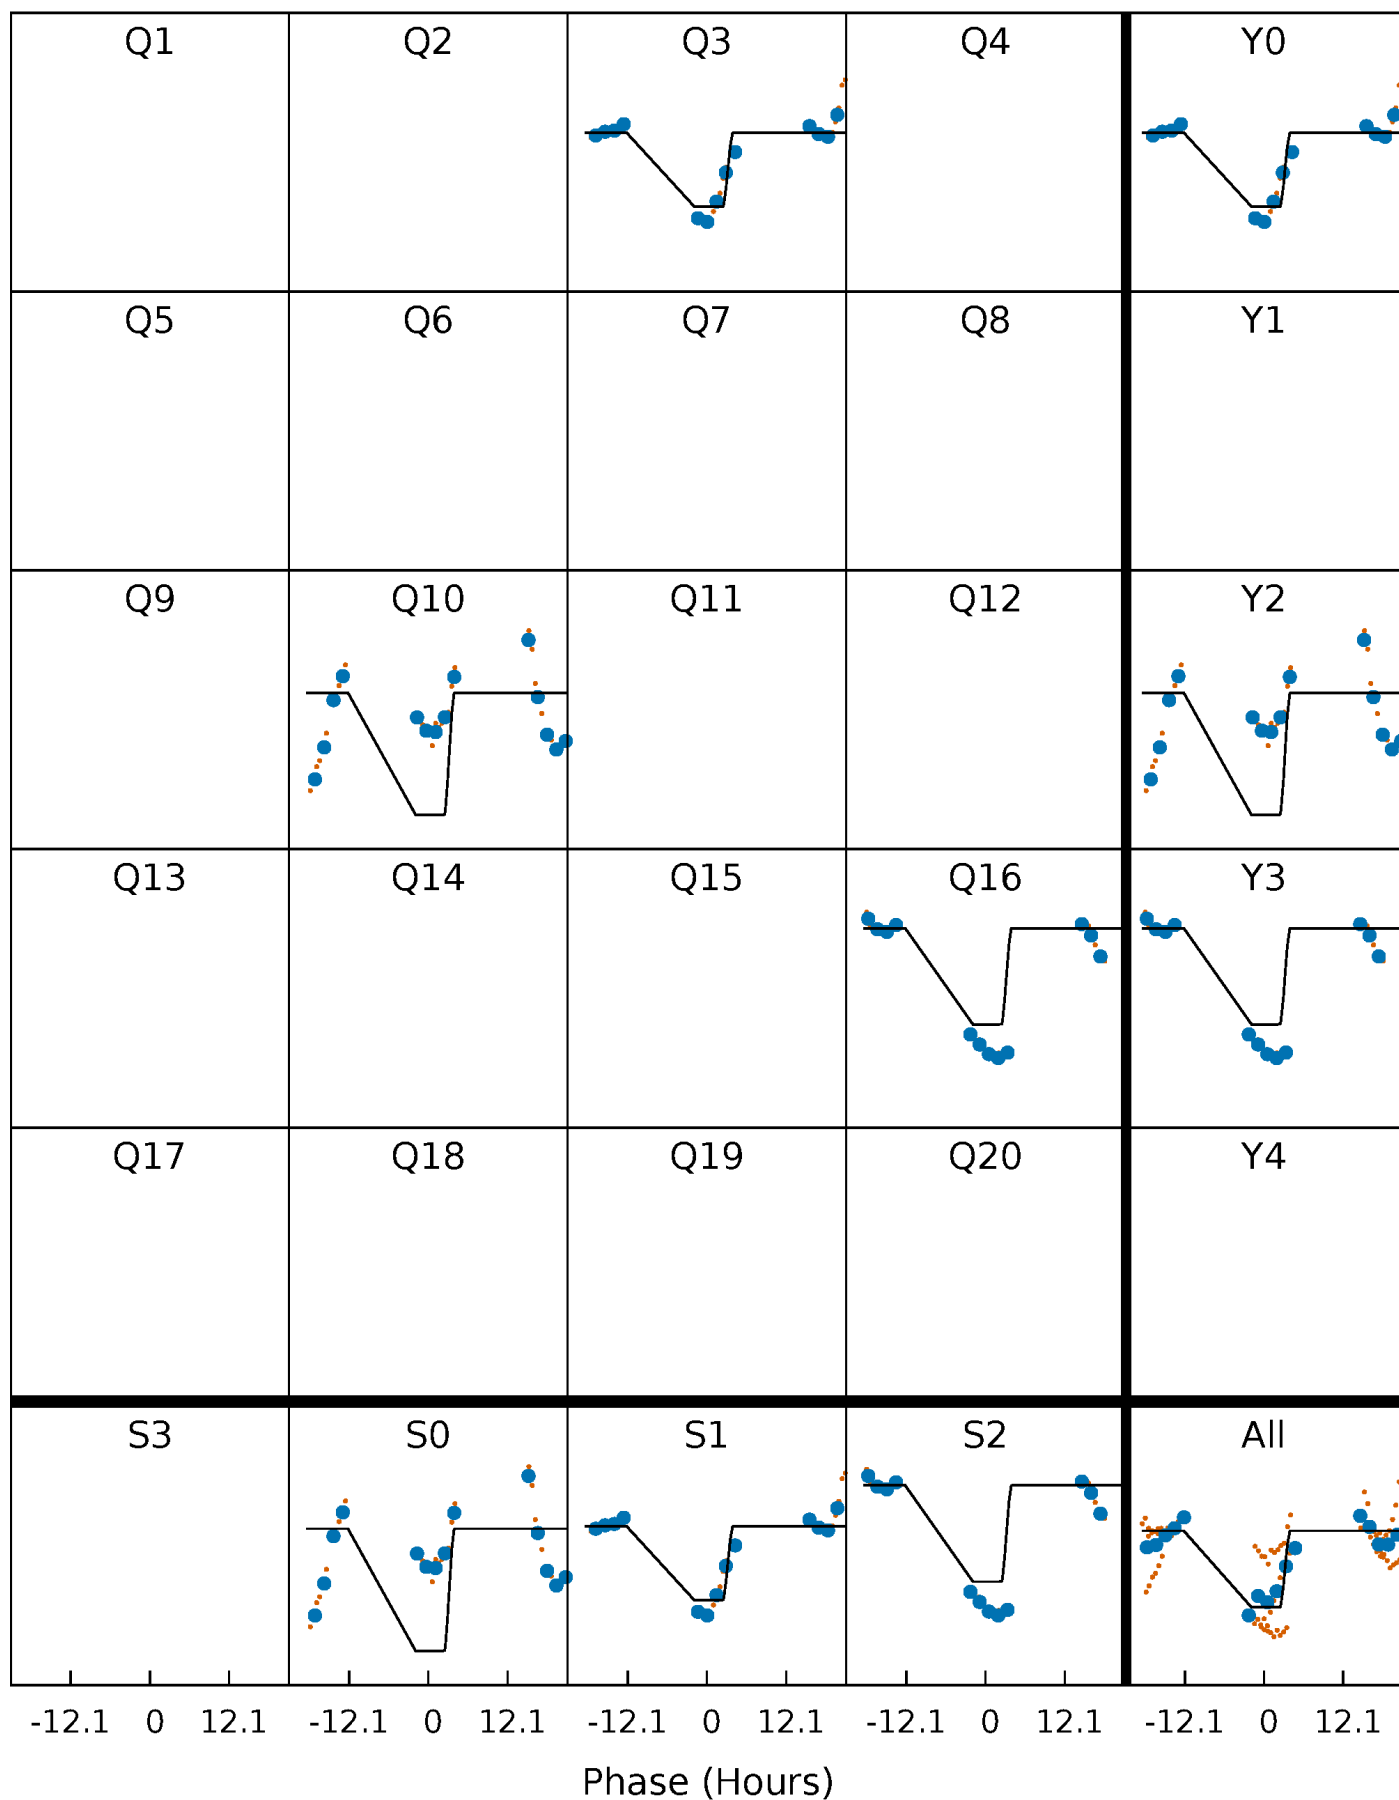 Q1 Q2 Q3 Q4 Y0
Q5 Q6 Q7 Q8 Y1
Q9 Q10 Q11 Q12 Y2
Q13 Q14 Q15 Q16 Y3
Q17 Q18 Q19 Q20 Y4
S3 S0 S1 S2 All
-12.1 0 12.1 -12.1 0 12.1 -12.1 0 12.1 -12.1 0 12.1 -12.1 0 12.1
Phase (Hours)